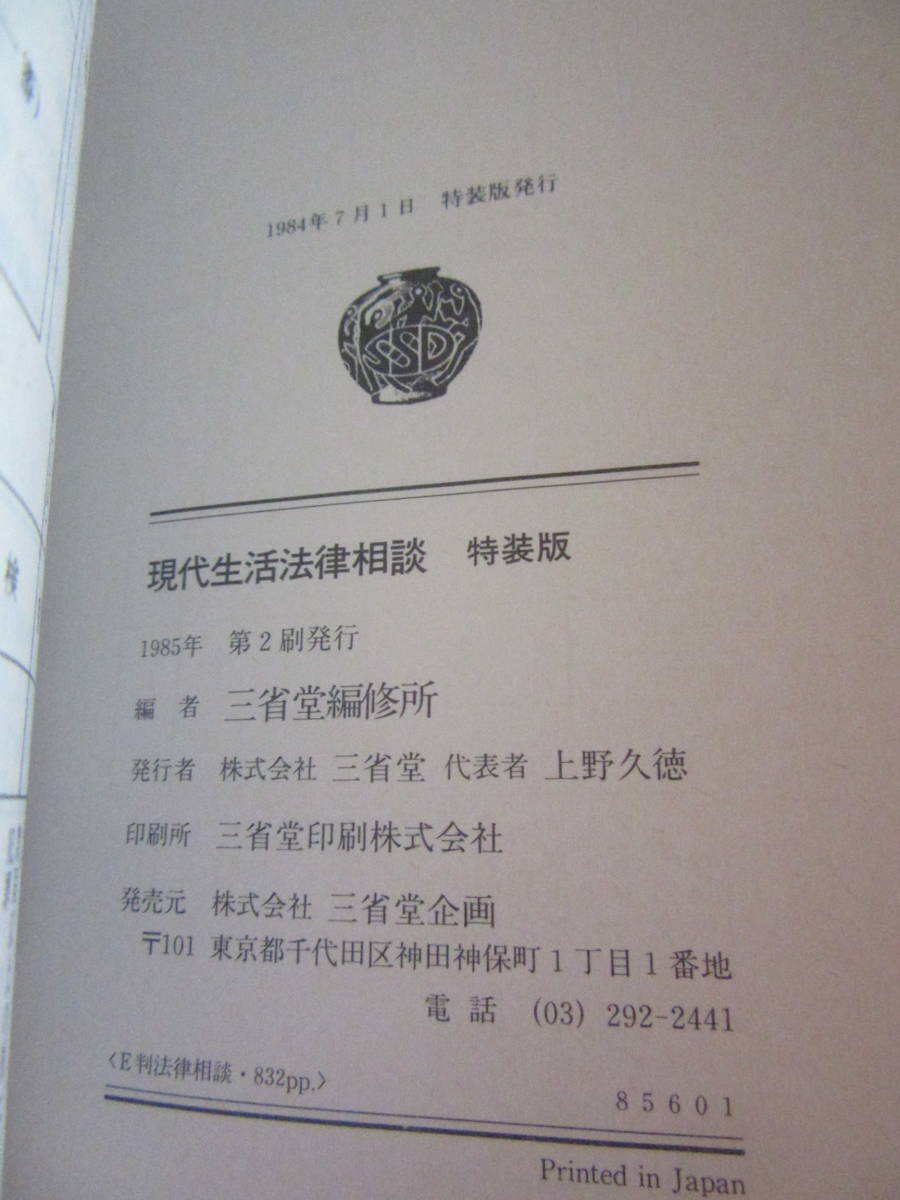 1984年7月1日 特装版発行
SSD
現代生活法律相談 特装版
1985年 第2刷発行
編者 三省堂編修所
発行者 株式会社 三省堂 代表者 上野久徳
印刷所 三省堂印刷株式会社
発売元 株式会社 三省堂企画
〒101 東京都千代田区神田神保町1丁目1番地
電話 (03) 292-2441
〈E判法律相談・832pp.〉
85601
Printed in Japan